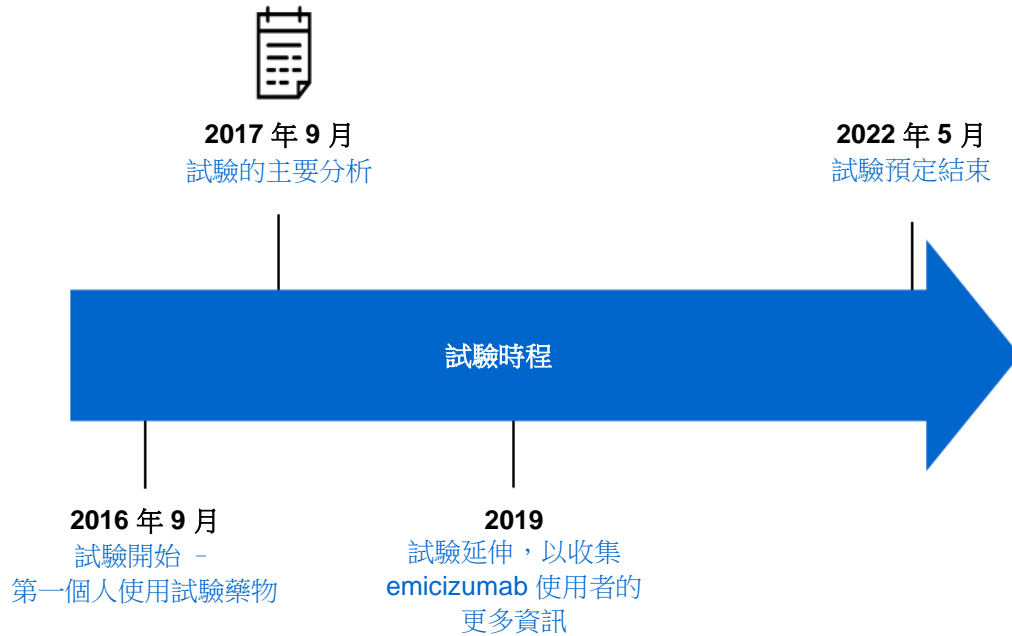 2017 年 9 月
試驗的主要分析
2022 年 5 月
試驗預定結束
試驗時程
2016 年 9 月
試驗開始 –
第一個人使用試驗藥物
2019
試驗延伸，以收集
emicizumab 使用者的
更多資訊